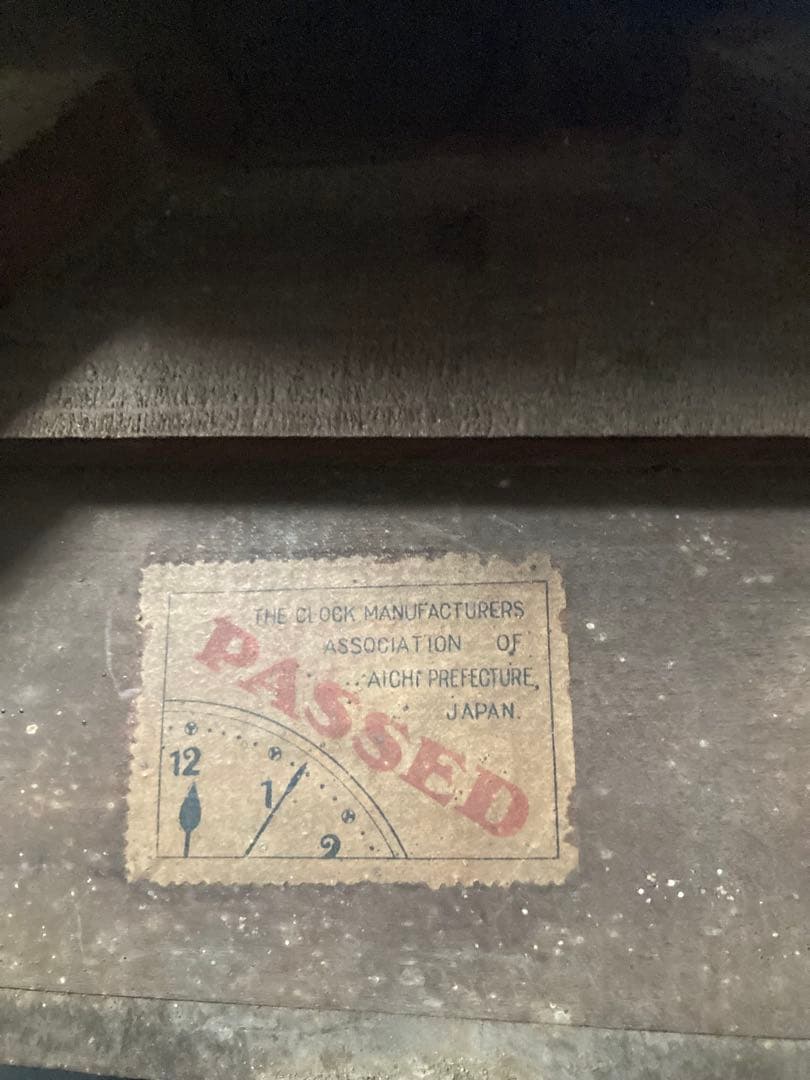 THE CLOCK MANUFACTURERS
ASSOCIATION OF
AICHI PREFECTURE,
JAPAN.
PASSED
12
1
2